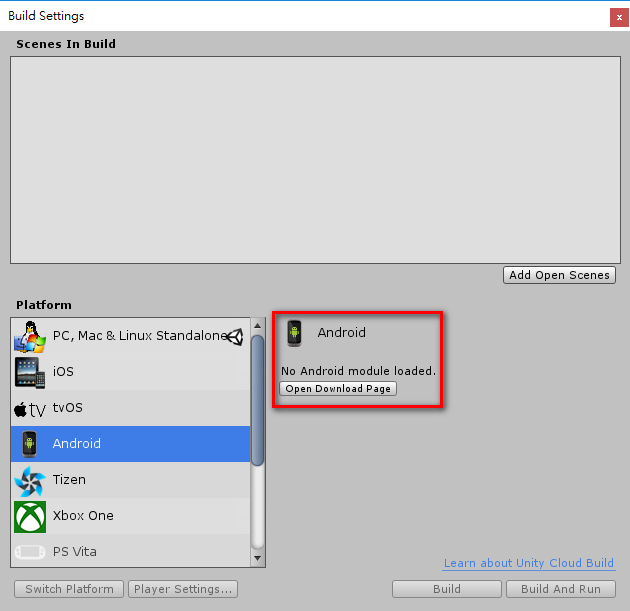 Build Settings
x
Scenes In Build
Add Open Scenes
Platform
PC, Mac & Linux Standalone
iOS
tv tvOS
Android
Tizen
Xbox One
PS Vita
Android
No Android module loaded.
Open Download Page
Learn about Unity Cloud Build
Switch Platform
Player Settings...
Build
Build And Run